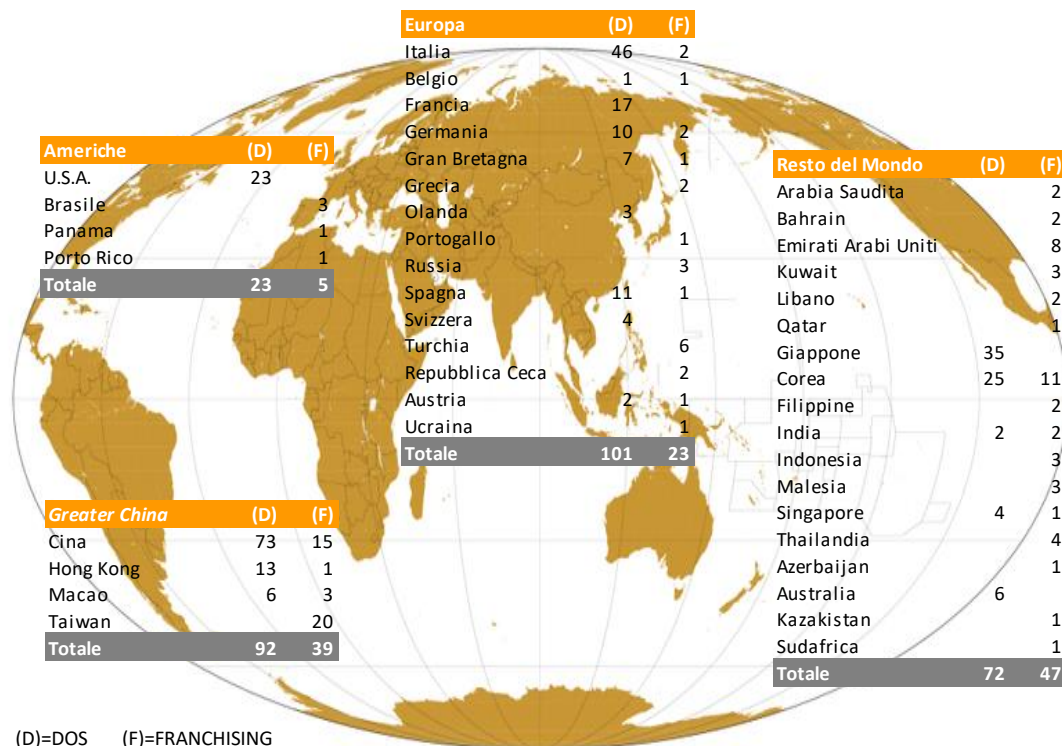 Europa (D) (F)
Italia 46 2
Belgio 1 1
Francia 17
Germania 10 2
Gran Bretagna 7 1
Grecia 2
Olanda 3
Portogallo 1
Russia 3
Spagna 11 1
Svizzera 4
Turchia 6
Repubblica Ceca 2
Austria 2 1
Ucraina 1
Totale 101 23
Americhe (D) (F)
U.S.A. 23
Brasile 3
Panama 1
Porto Rico 1
Totale 23 5
Resto del Mondo (D) (F)
Arabia Saudita 2
Bahrain 2
Emirati Arabi Uniti 8
Kuwait 3
Libano 2
Qatar 1
Giappone 35
Corea 25 11
Filippine 2
India 2 2
Indonesia 3
Malesia 3
Singapore 4 1
Thailandia 4
Azerbaijan 1
Australia 6
Kazakistan 1
Sudafrica 1
Totale 72 47
Greater China (D) (F)
Cina 73 15
Hong Kong 13 1
Macao 6 3
Taiwan 20
Totale 92 39
(D)=DOS (F)=FRANCHISING